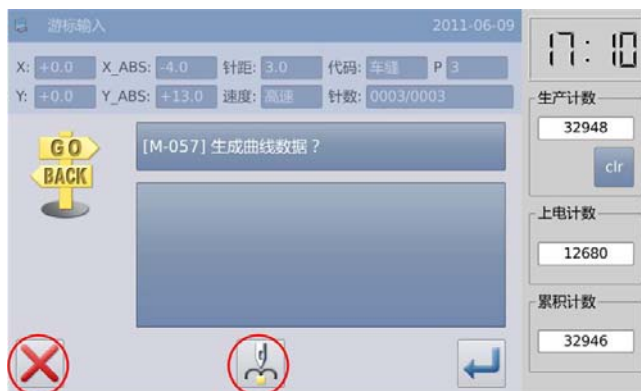 游标输入 2011-06-09
X: +0.0 X_ABS: -4.0 针距: 3.0 代码: 车缝 P 3
Y: +0.0 Y_ABS: +13.0 速度: 高速 针数: 0003/0003
GO
BACK
[M-057] 生成曲线数据？
17:10
生产计数
32948
clr
上电计数
12680
累积计数
32946